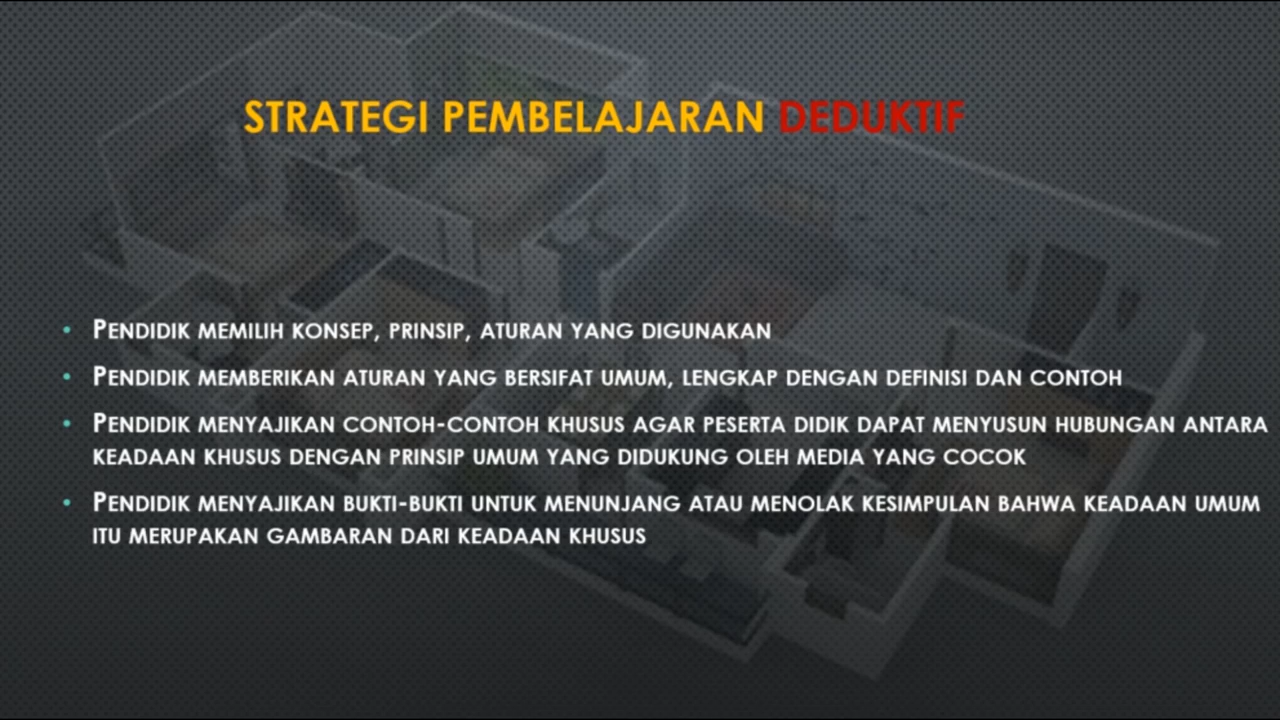 STRATEGI PEMBELAJARAN DEDUKTIF
• PENDIDIK MEMILIH KONSEP, PRINSIP, ATURAN YANG DIGUNAKAN
• PENDIDIK MEMBERIKAN ATURAN YANG BERSIFAT UMUM, LENGKAP DENGAN DEFINISI DAN CONTOH
• PENDIDIK MENYAJIKAN CONTOH-CONTOH KHUSUS AGAR PESERTA DIDIK DAPAT MENYUSUN HUBUNGAN ANTARA
KEADAAN KHUSUS DENGAN PRINSIP UMUM YANG DIDUKUNG OLEH MEDIA YANG COCOK
• PENDIDIK MENYAJIKAN BUKTI-BUKTI UNTUK MENUNJANG ATAU MENOLAK KESIMPULAN BAHWA KEADAAN UMUM
ITU MERUPAKAN GAMBARAN DARI KEADAAN KHUSUS